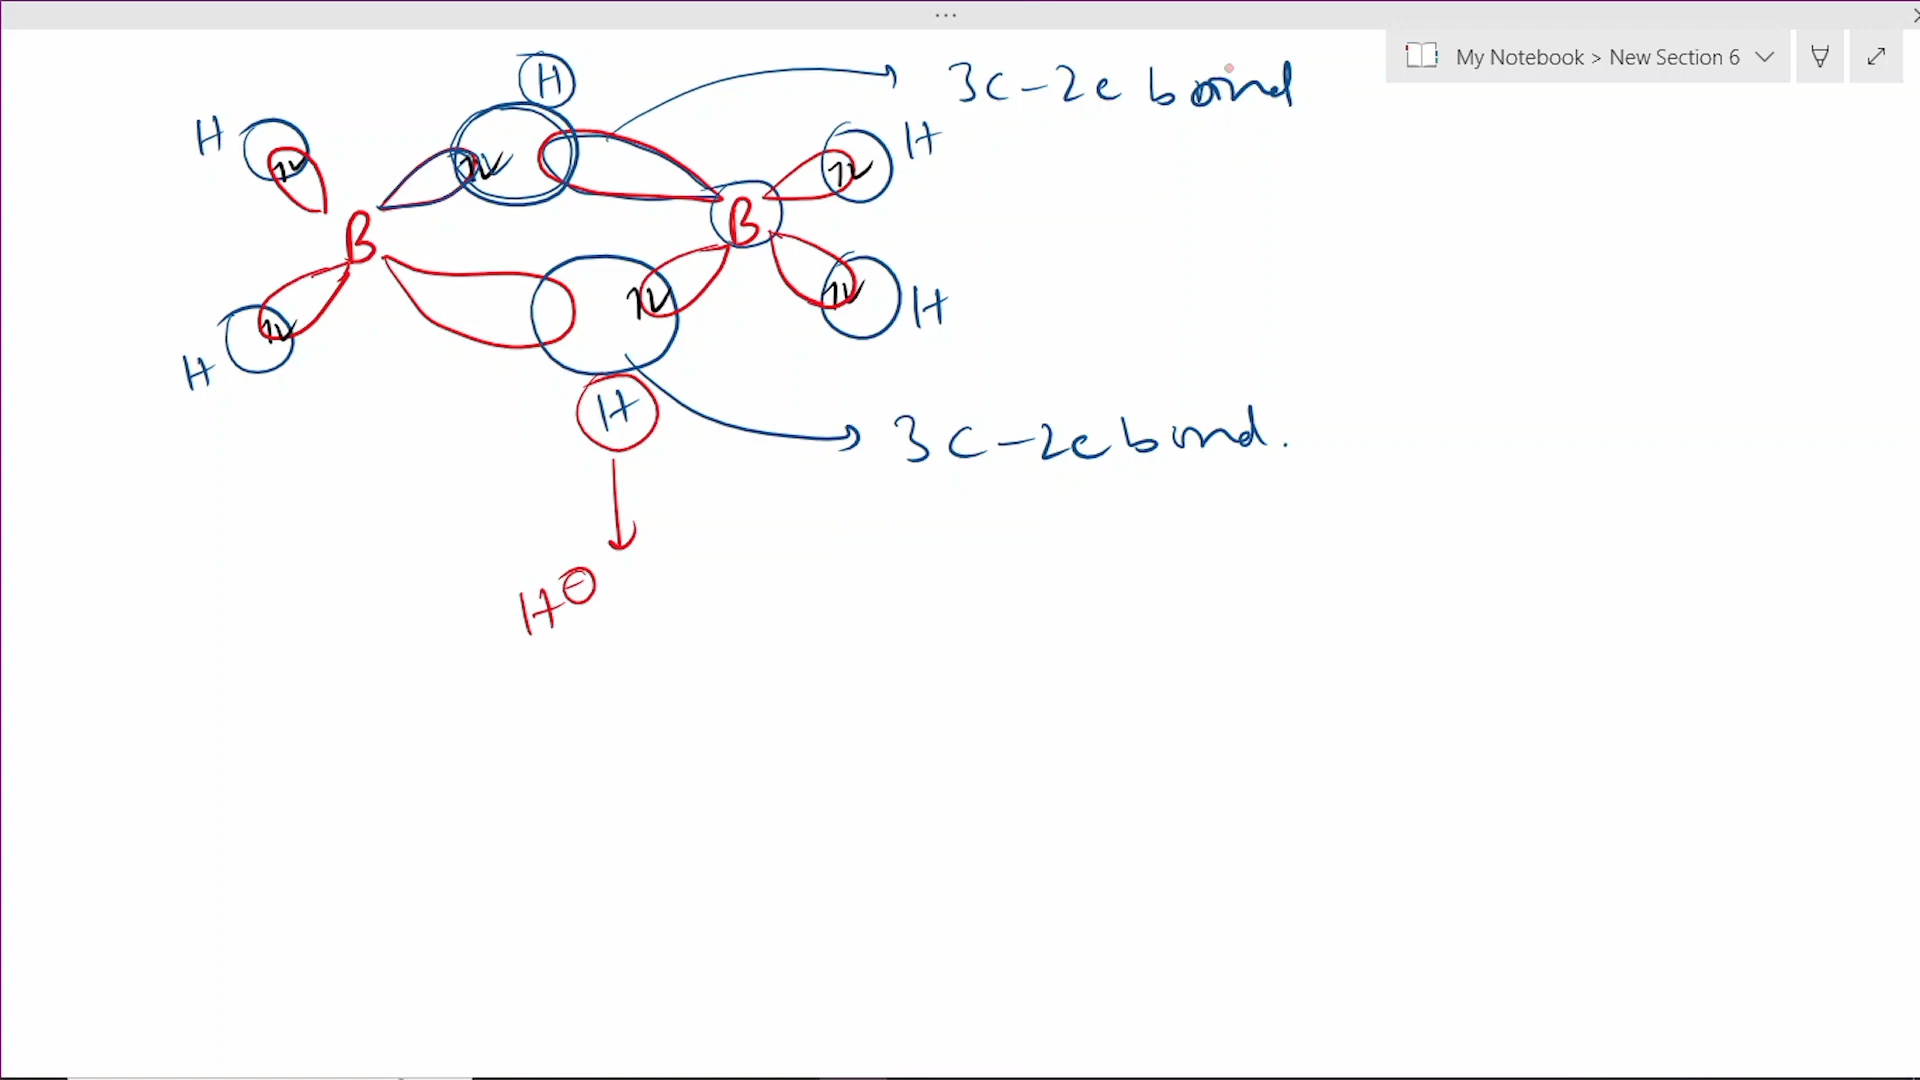 ...
My Notebook > New Section 6
H
3c-2e bond
H
H
B
B
H
H
H
3c-2e bond.
H⊖